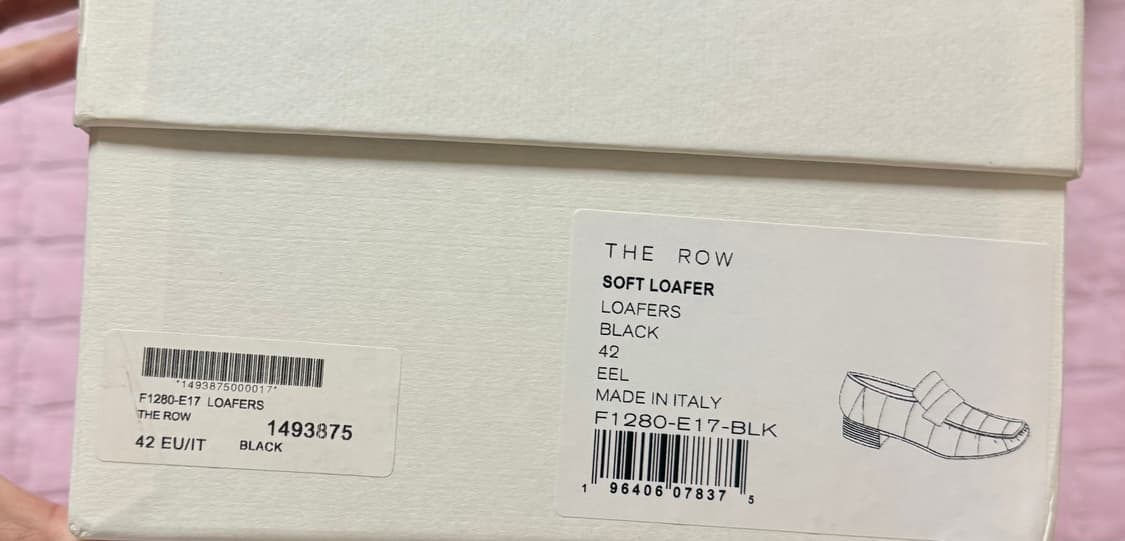 THE ROW
SOFT LOAFER
LOAFERS
BLACK
42
EEL
MADE IN ITALY
F1280-E17-BLK
1 96406 07837 5
*1493875000017*
F1280-E17 LOAFERS
THE ROW
1493875
42 EU/IT BLACK